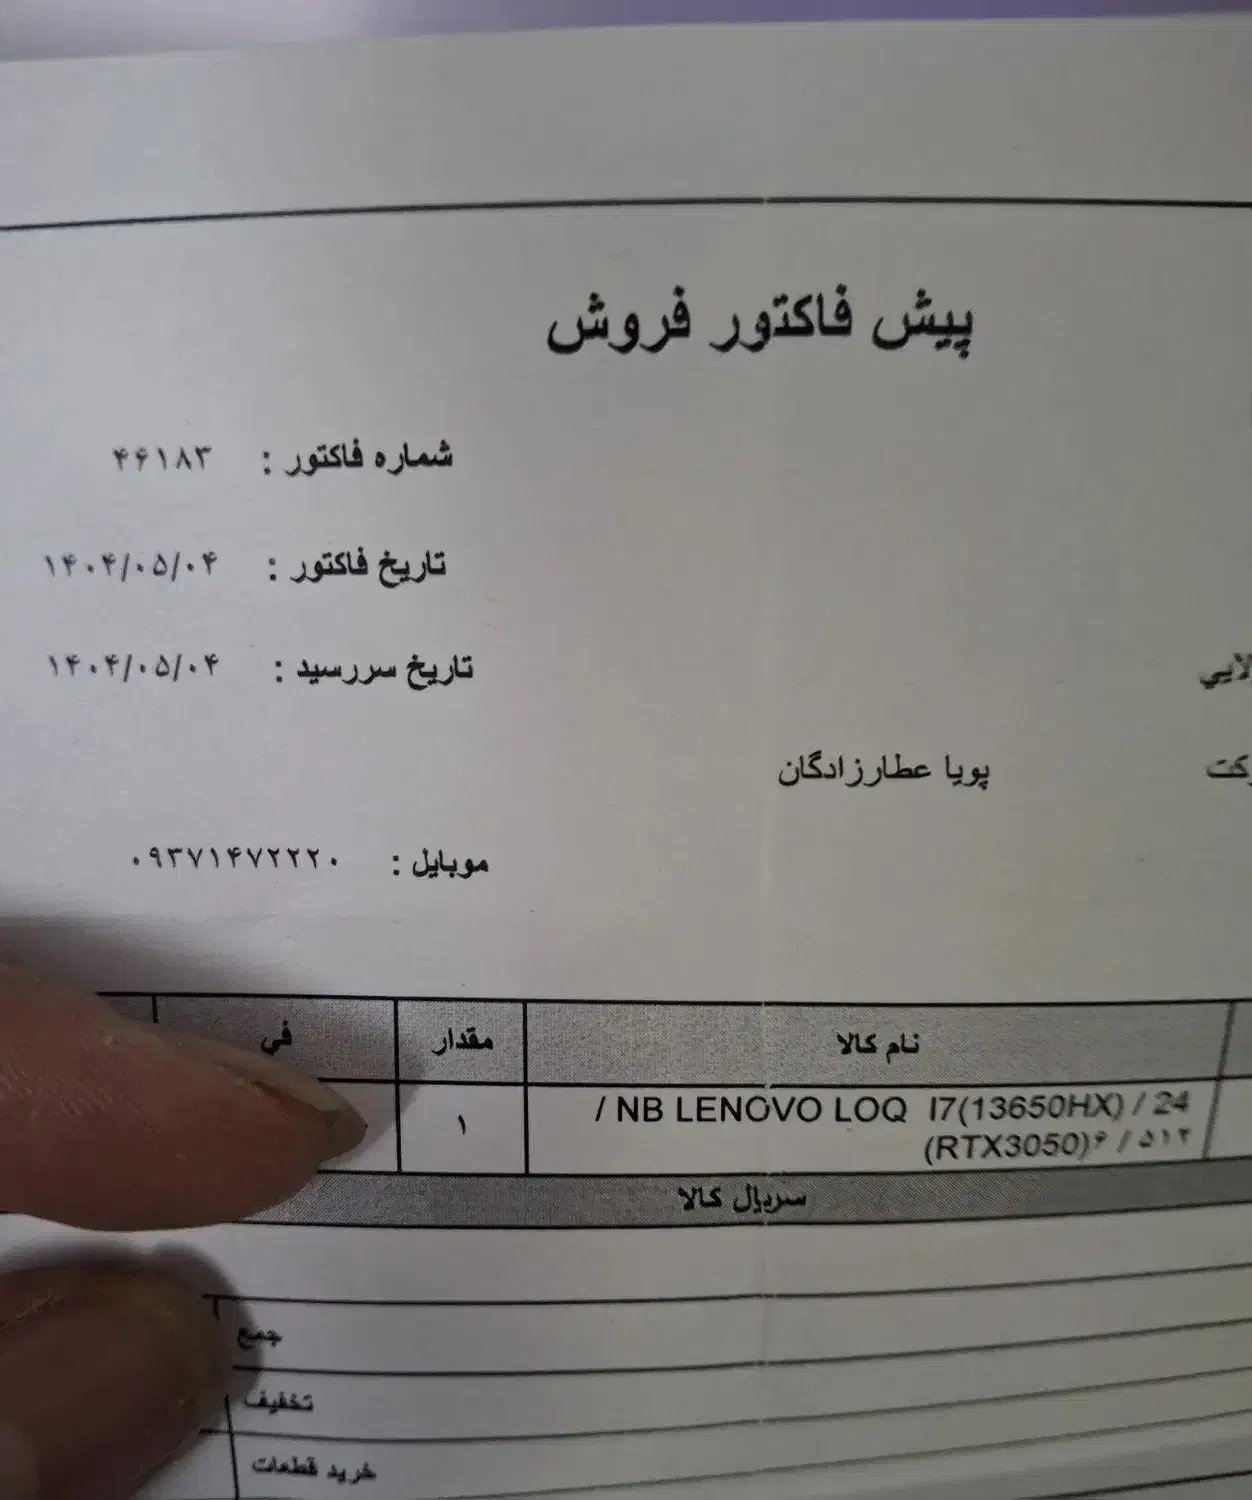 پیش فاکتور فروش
شماره فاکتور : ۴۶۱۸۳
تاریخ فاکتور : ۱۴۰۴/۰۵/۰۴
تاریخ سررسید : ۱۴۰۴/۰۵/۰۴
پویا عطارزادگان
موبایل : ۰۹۳۷۱۴۷۲۲۲۰
نام کالا مقدار في
NB LENOVO LOQ I7(13650HX) / 24 /
۵۱۲ / ۶(RTX3050)
۱
سریال کالا
جمع
تخفیف
خرید قطعات